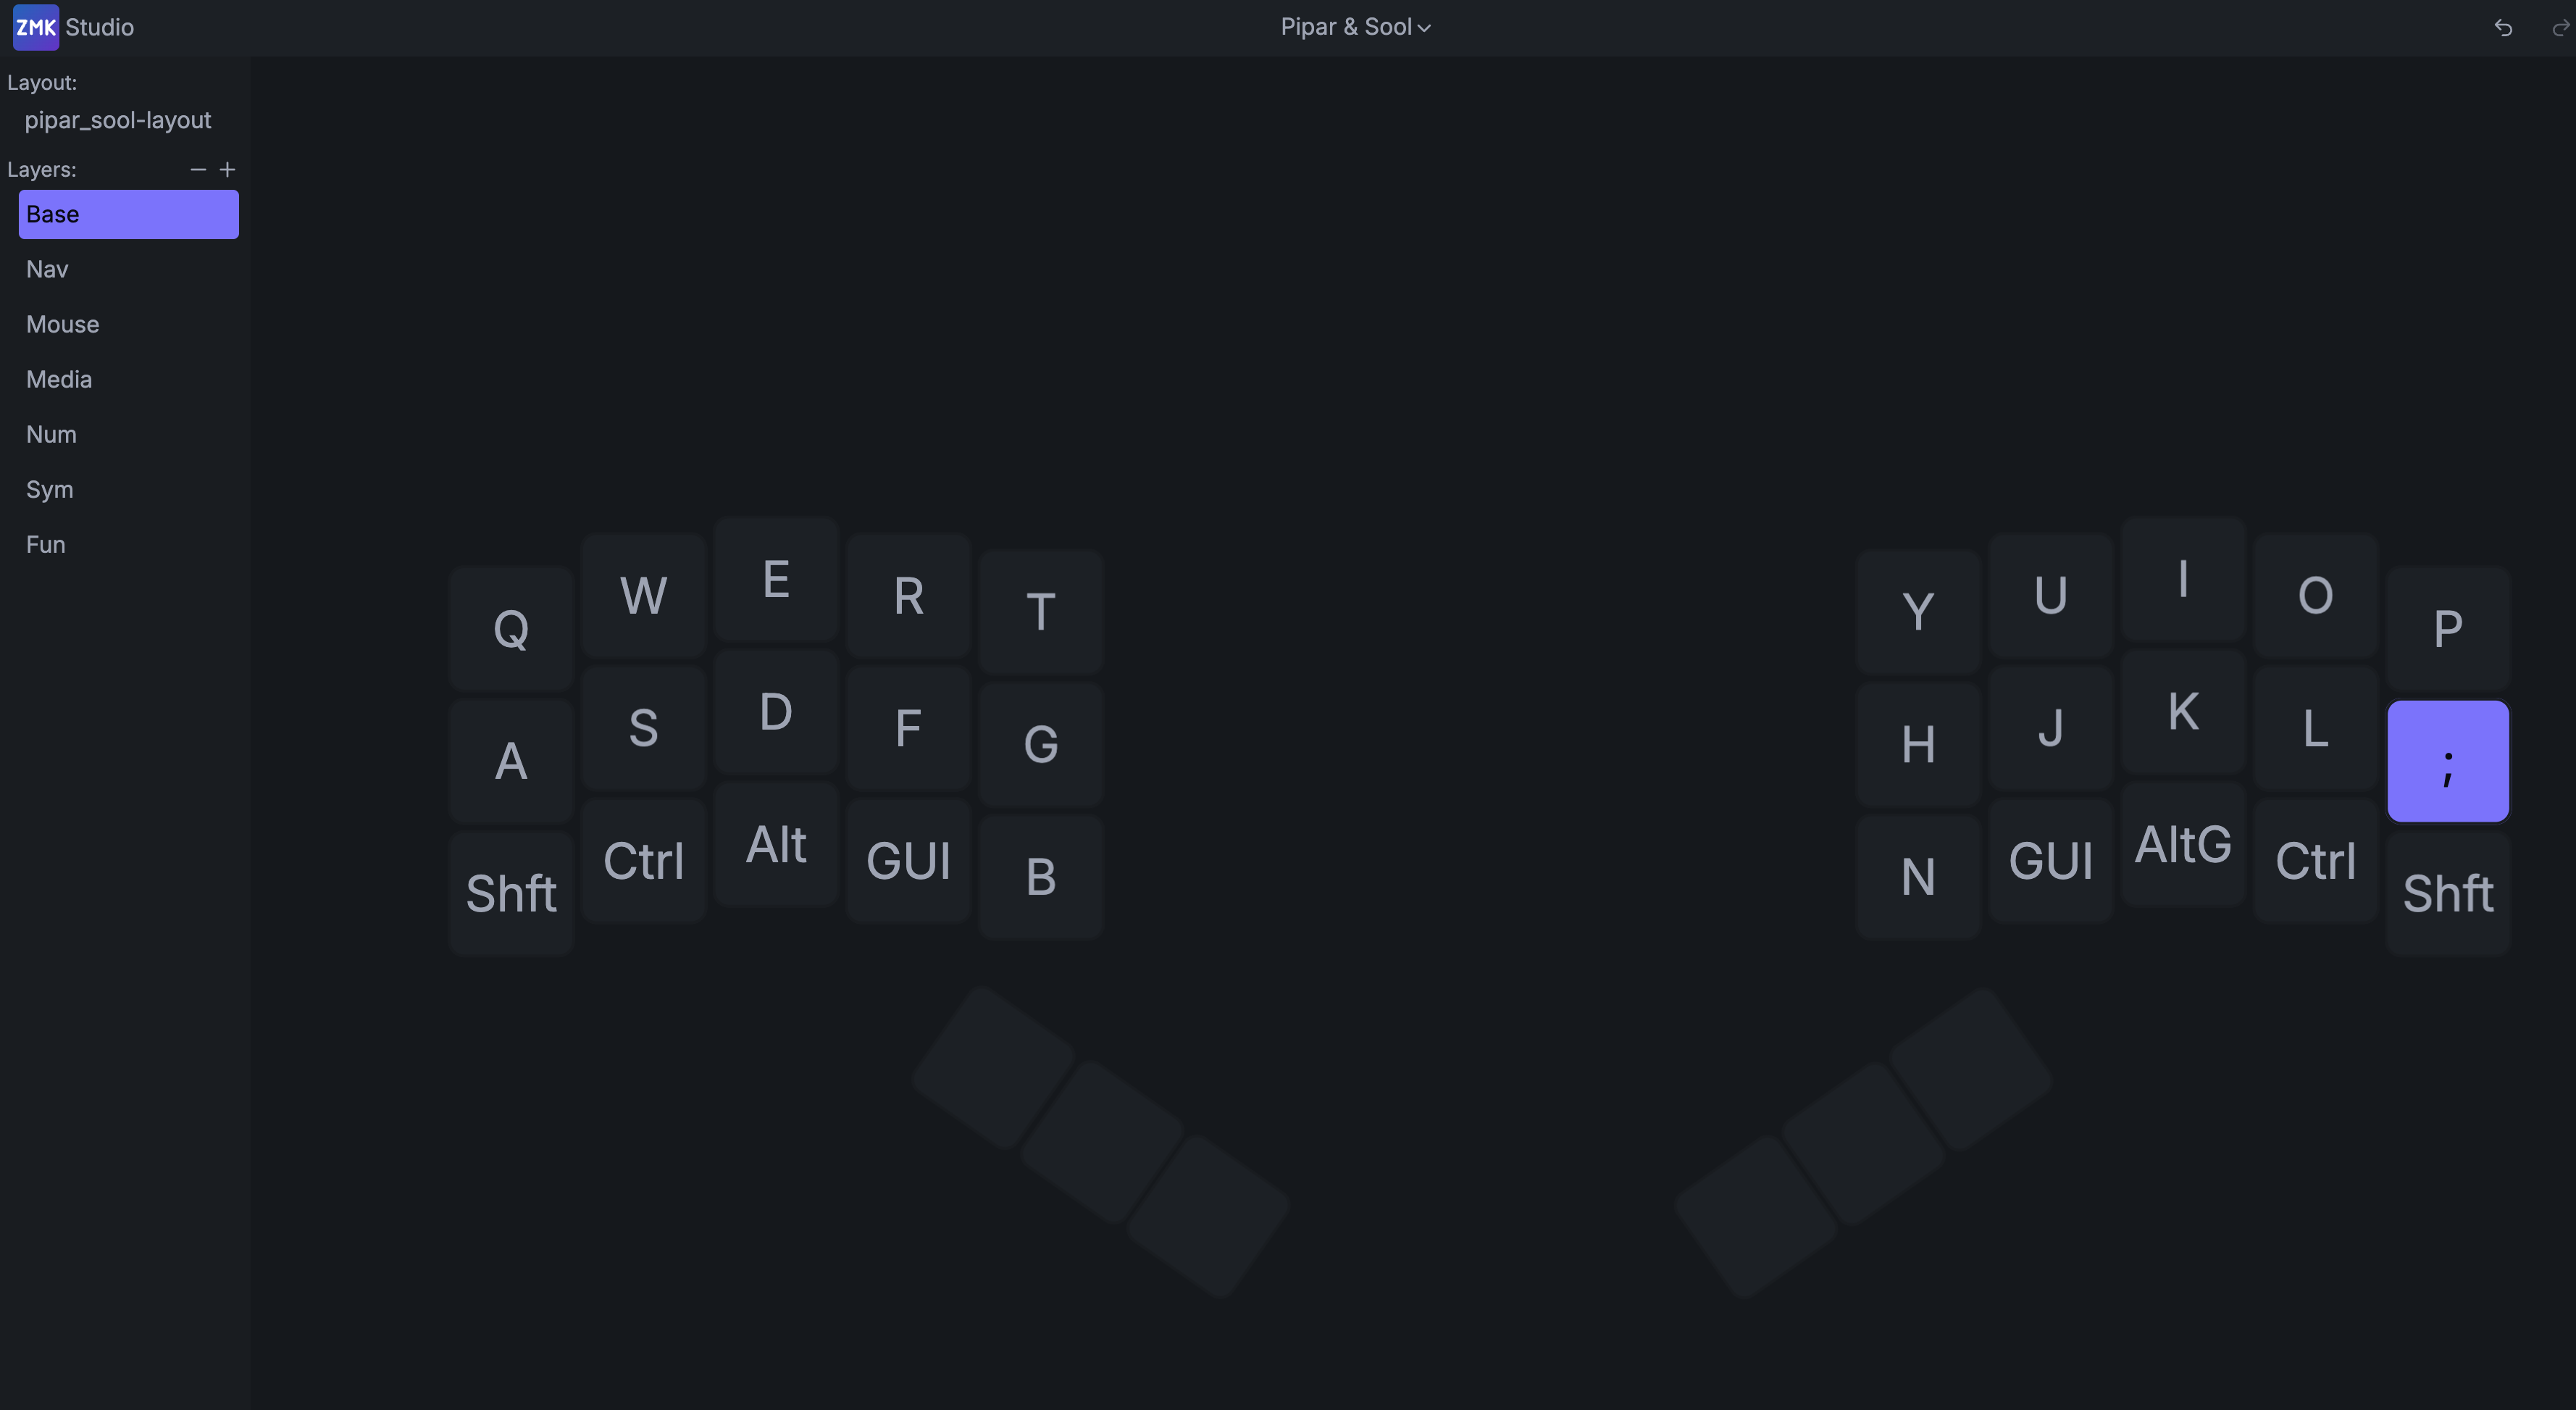 ZMK Studio
Pipar & Sool
Layout:
pipar_sool-layout
Layers:
Base
Nav
Mouse
Media
Num
Sym
Fun
Q W E R T
Y U I O P
A S D F G
H J K L ;
Shft Ctrl Alt GUI B
N GUI AltG Ctrl Shft